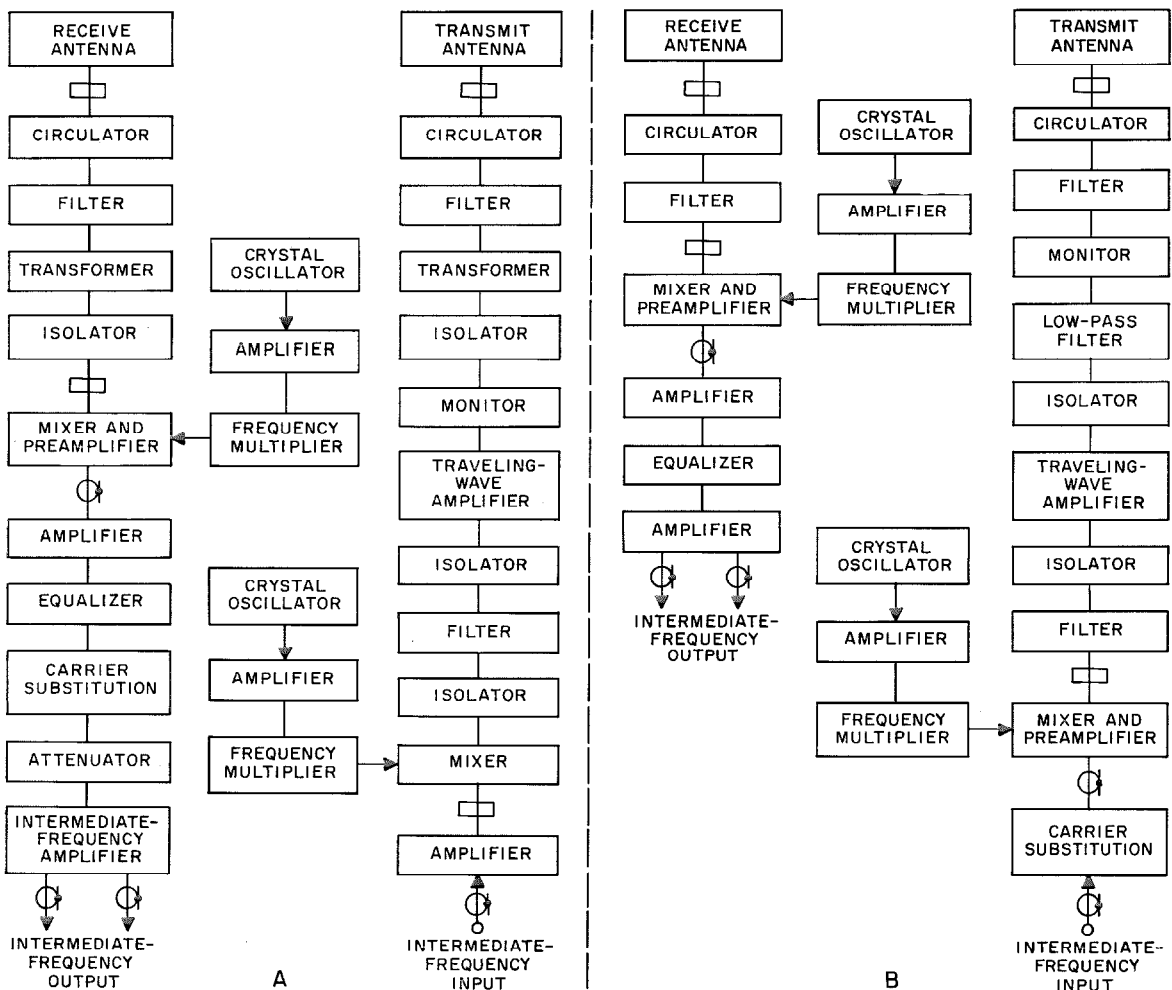 RECEIVE
ANTENNA
CIRCULATOR
FILTER
TRANSFORMER
ISOLATOR
MIXER AND
PREAMPLIFIER
AMPLIFIER
EQUALIZER
CARRIER
SUBSTITUTION
ATTENUATOR
INTERMEDIATE-
FREQUENCY
AMPLIFIER
INTERMEDIATE-
FREQUENCY
OUTPUT
CRYSTAL
OSCILLATOR
AMPLIFIER
FREQUENCY
MULTIPLIER
CRYSTAL
OSCILLATOR
AMPLIFIER
FREQUENCY
MULTIPLIER
TRANSMIT
ANTENNA
CIRCULATOR
FILTER
TRANSFORMER
ISOLATOR
MONITOR
TRAVELING-
WAVE
AMPLIFIER
ISOLATOR
FILTER
ISOLATOR
MIXER
AMPLIFIER
INTERMEDIATE-
FREQUENCY
INPUT
A
RECEIVE
ANTENNA
CIRCULATOR
FILTER
MIXER AND
PREAMPLIFIER
AMPLIFIER
EQUALIZER
AMPLIFIER
INTERMEDIATE-
FREQUENCY
OUTPUT
CRYSTAL
OSCILLATOR
AMPLIFIER
FREQUENCY
MULTIPLIER
CRYSTAL
OSCILLATOR
AMPLIFIER
FREQUENCY
MULTIPLIER
TRANSMIT
ANTENNA
CIRCULATOR
FILTER
MONITOR
LOW-PASS
FILTER
ISOLATOR
TRAVELING-
WAVE
AMPLIFIER
ISOLATOR
FILTER
MIXER AND
PREAMPLIFIER
CARRIER
SUBSTITUTION
INTERMEDIATE-
FREQUENCY
INPUT
B